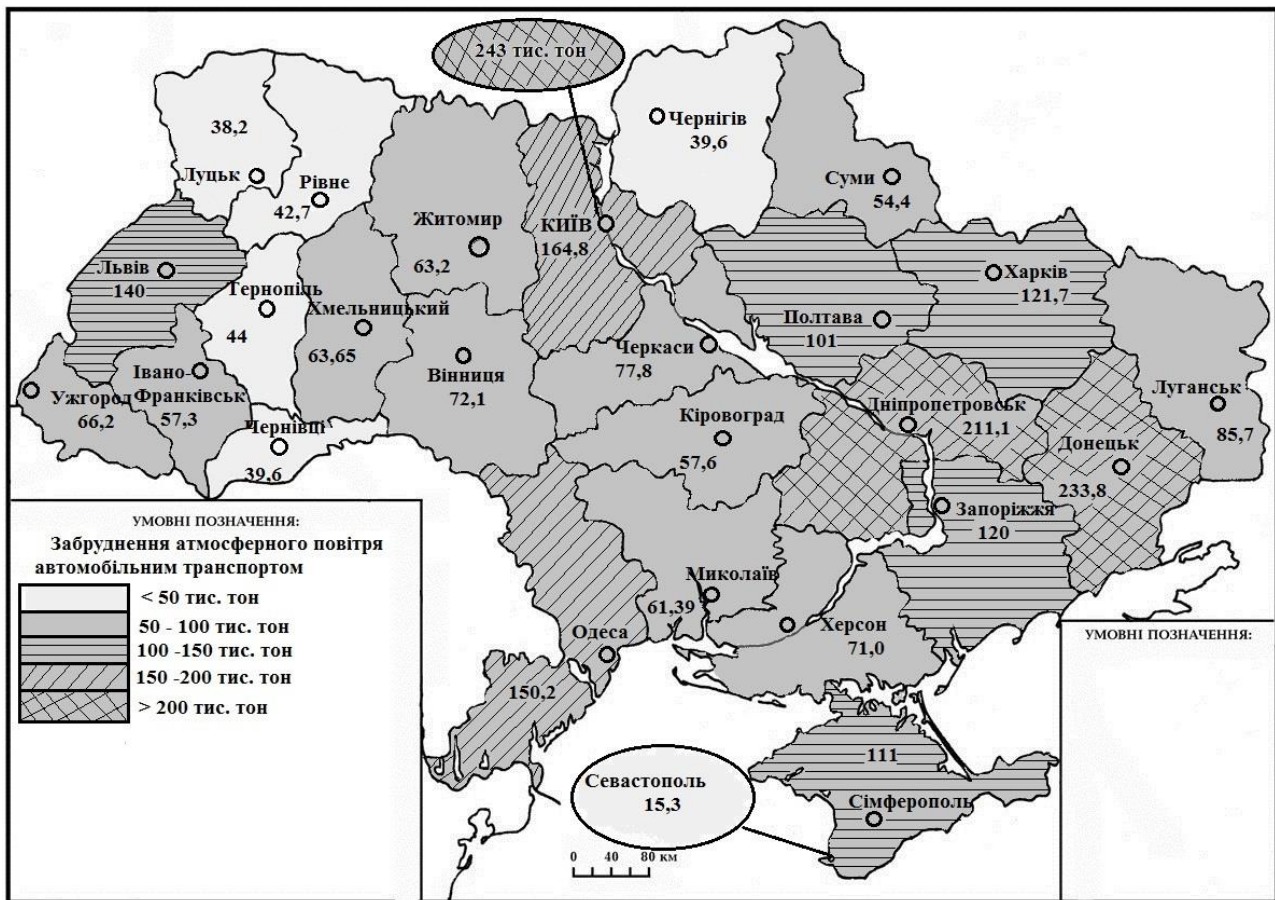 243 тис. тон
Чернігів
39,6
38,2
Луцьк
Рівне
42,7
Суми
54,4
Житомир
63,2
КИЇВ
164,8
Львів
140
Тернопіль
44
Хмельницький
63,65
Харків
121,7
Полтава
101
Черкаси
77,8
Вінниця
72,1
Івано-
Франківськ
57,3
Ужгород
66,2
Чернівці
39,6
Кіровоград
57,6
Дніпропетровськ
211,1
Луганськ
85,7
Донецьк
233,8
Запоріжжя
120
Миколаїв
61,39
Херсон
71,0
Одеса
150,2
111
Сімферополь
Севастополь
15,3
0 40 80 км
УМОВНІ ПОЗНАЧЕННЯ:
Забруднення атмосферного повітря
автомобільним транспортом
< 50 тис. тон
50 - 100 тис. тон
100 -150 тис. тон
150 -200 тис. тон
> 200 тис. тон
УМОВНІ ПОЗНАЧЕННЯ: